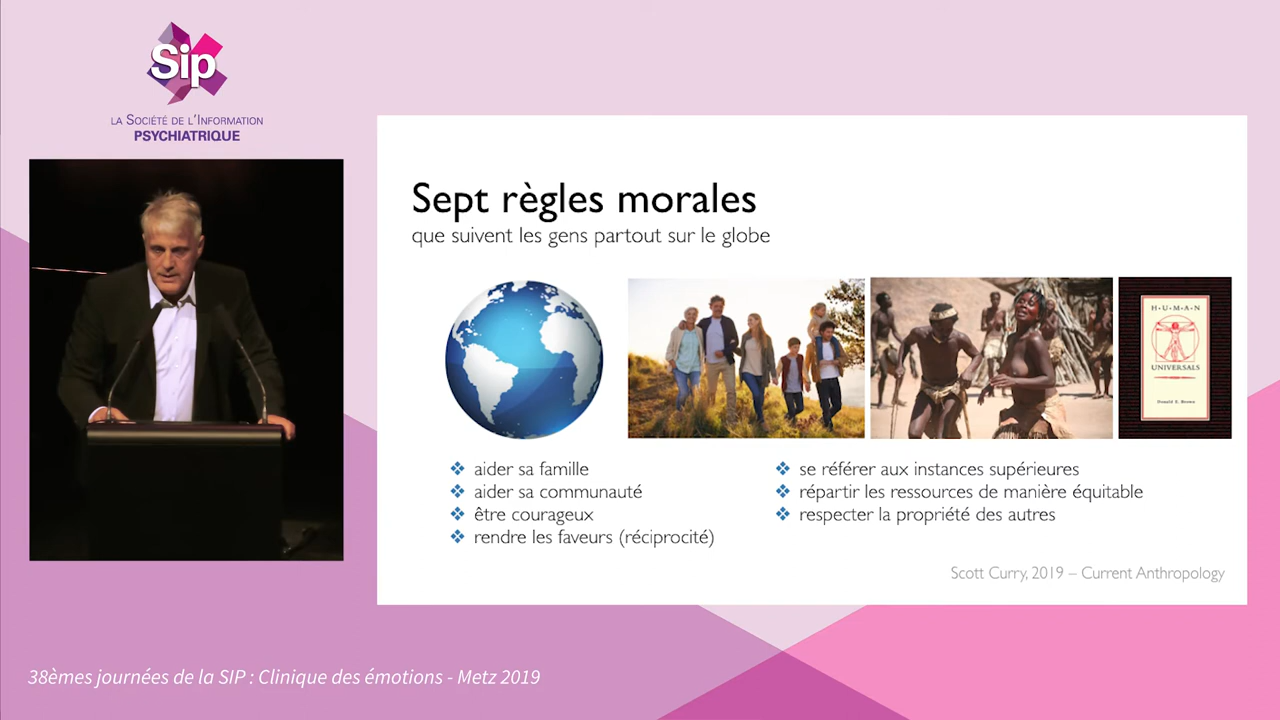 Sip
LA SOCIÉTÉ DE L'INFORMATION
PSYCHIATRIQUE
Sept règles morales
que suivent les gens partout sur le globe
H·U·M·A·N
UNIVERSALS
Donald E. Brown
❖ aider sa famille
❖ aider sa communauté
❖ être courageux
❖ rendre les faveurs (réciprocité)
❖ se référer aux instances supérieures
❖ répartir les ressources de manière équitable
❖ respecter la propriété des autres
Scott Curry, 2019 – Current Anthropology
38èmes journées de la SIP : Clinique des émotions - Metz 2019